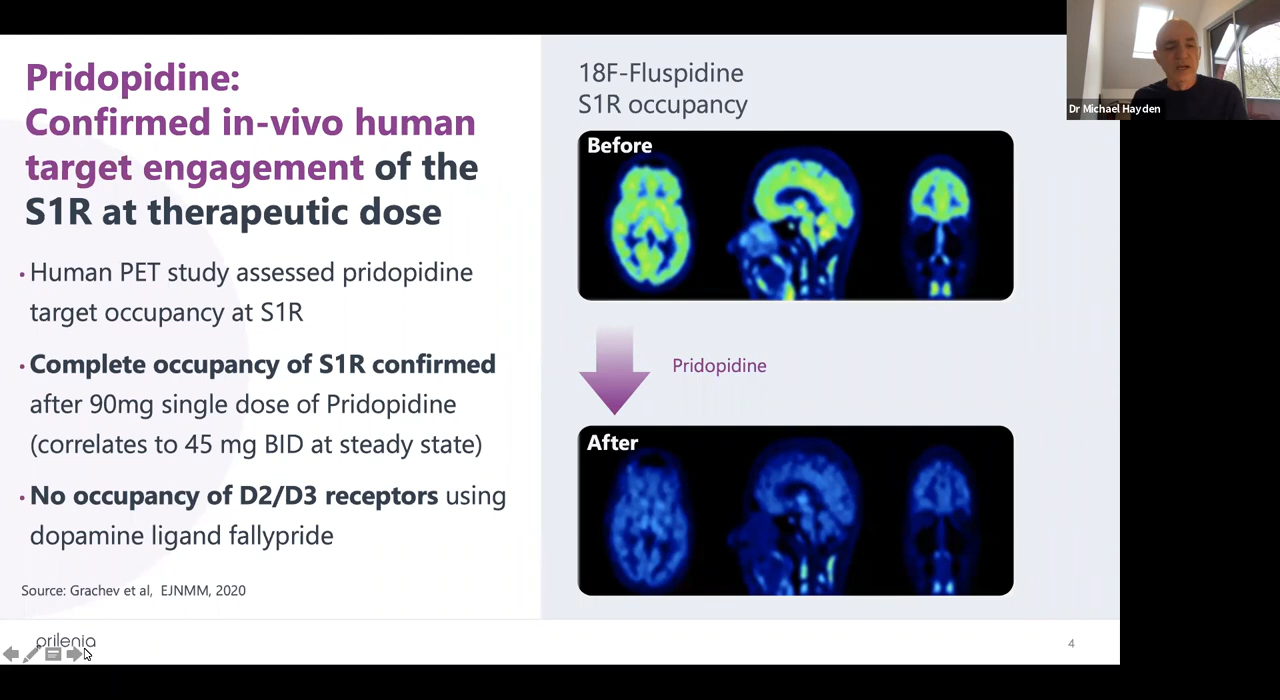 Pridopidine:
Confirmed in-vivo human
target engagement of the
S1R at therapeutic dose
• Human PET study assessed pridopidine
target occupancy at S1R
• Complete occupancy of S1R confirmed
after 90mg single dose of Pridopidine
(correlates to 45 mg BID at steady state)
• No occupancy of D2/D3 receptors using
dopamine ligand fallypride
Source: Grachev et al, EJNMM, 2020
prilenia
18F-Fluspidine
S1R occupancy
Before
Pridopidine
After
4
Dr Michael Hayden